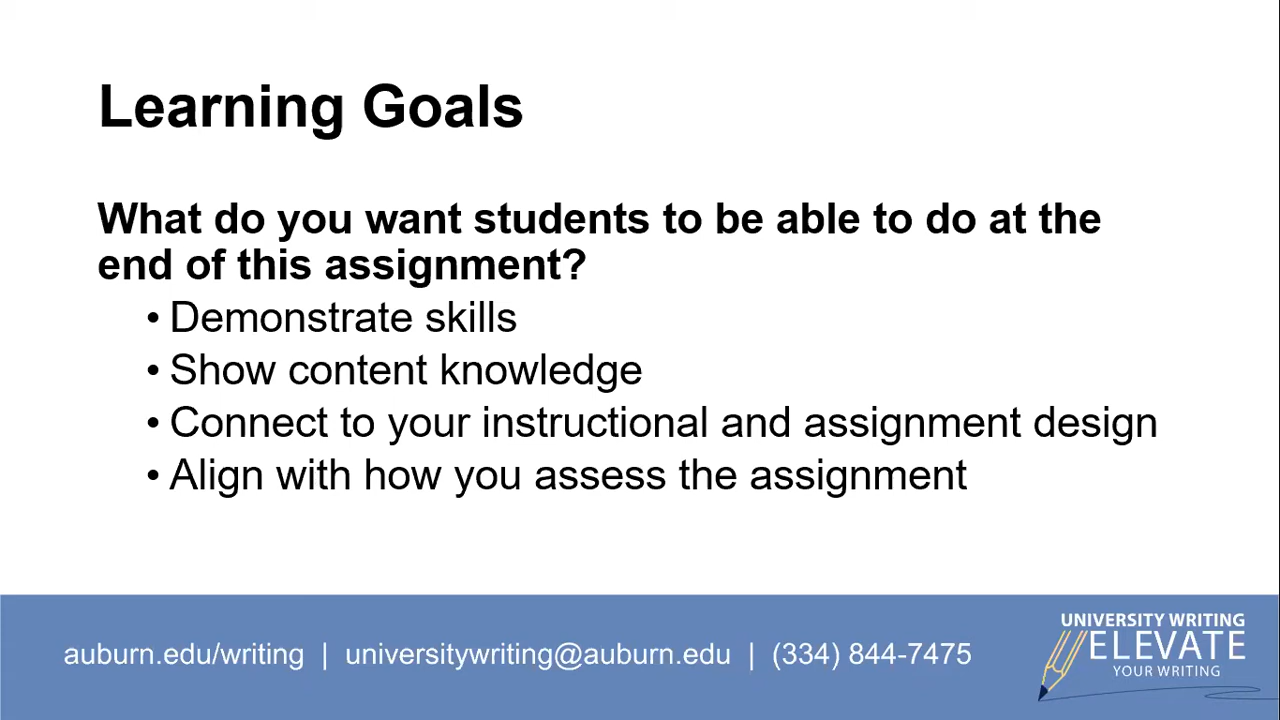 Learning Goals
What do you want students to be able to do at the
end of this assignment?
• Demonstrate skills
• Show content knowledge
• Connect to your instructional and assignment design
• Align with how you assess the assignment
auburn.edu/writing | universitywriting@auburn.edu | (334) 844-7475
UNIVERSITY WRITING
ELEVATE
YOUR WRITING